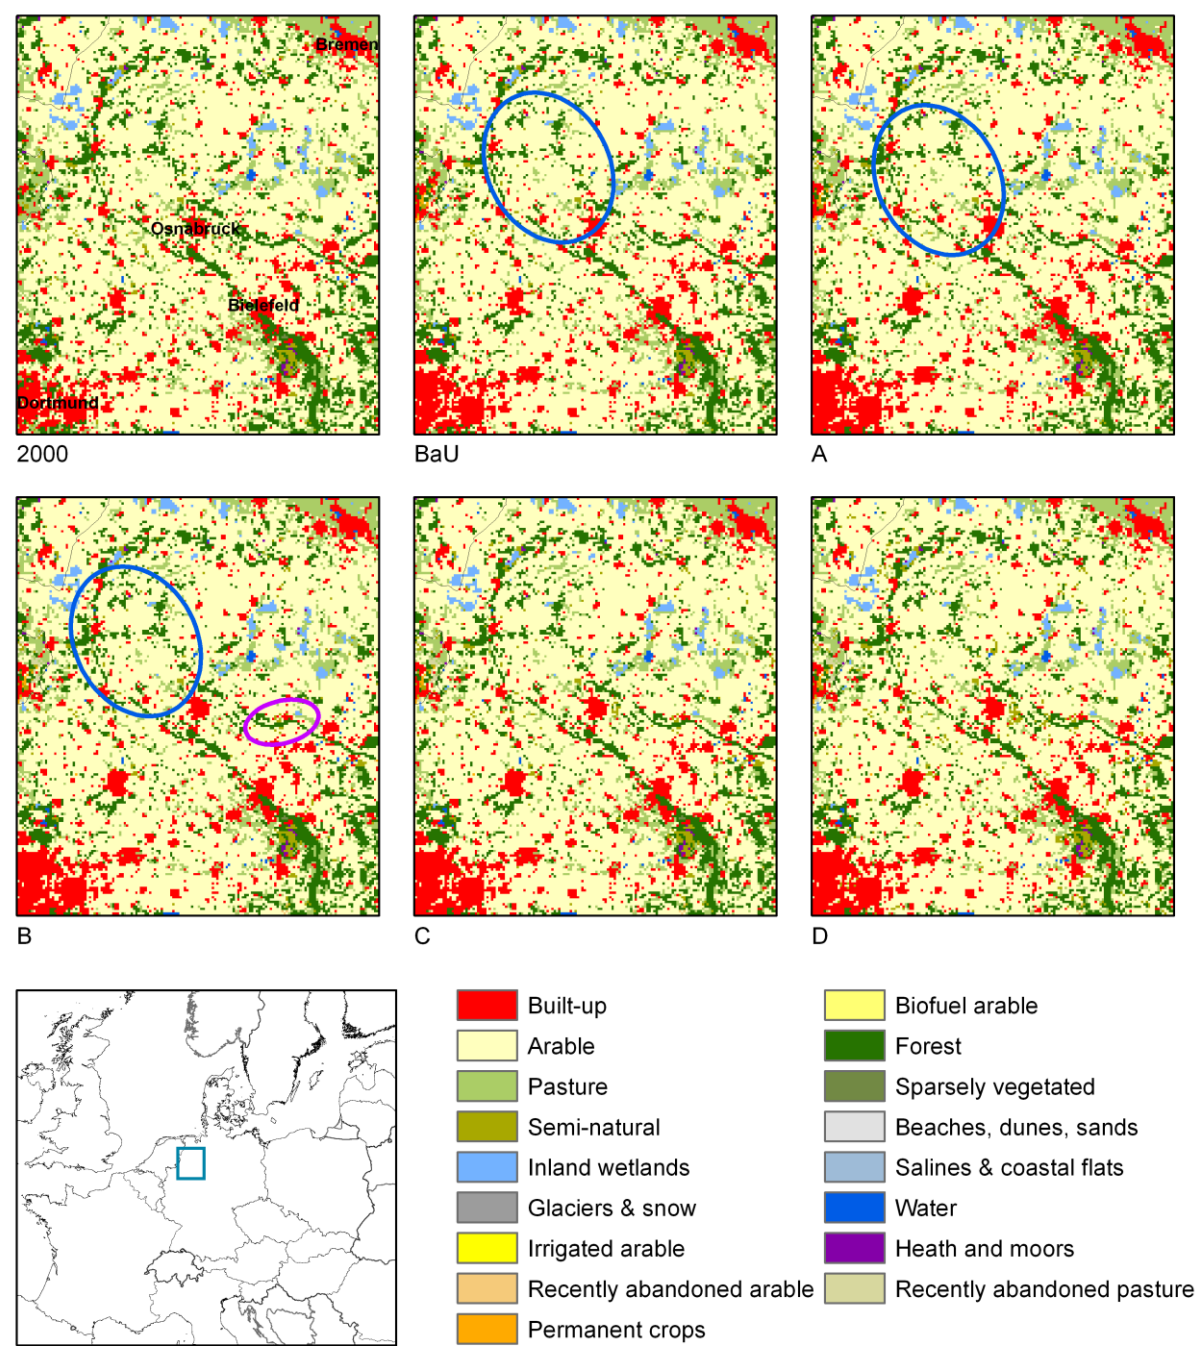 Bremen
Osnabruck
Bielefeld
Dortmund
2000
BaU
A
B
C
D
Built-up
Arable
Pasture
Semi-natural
Inland wetlands
Glaciers & snow
Irrigated arable
Recently abandoned arable
Permanent crops
Biofuel arable
Forest
Sparsely vegetated
Beaches, dunes, sands
Salines & coastal flats
Water
Heath and moors
Recently abandoned pasture